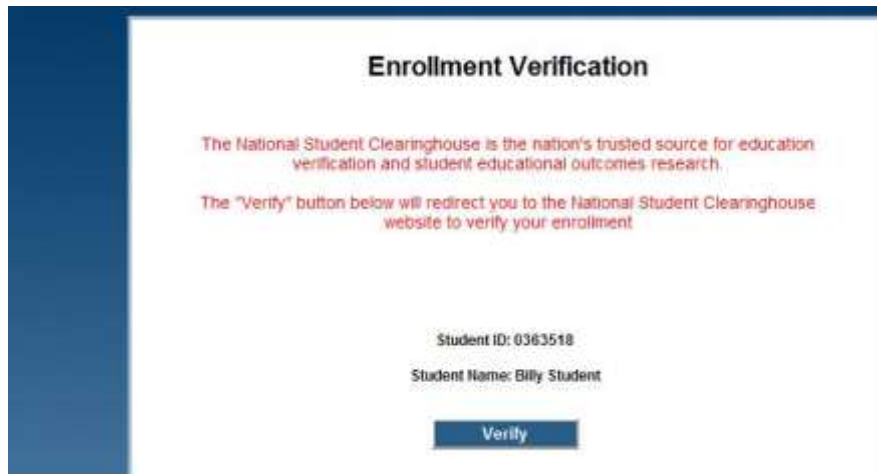 Enrollment Verification
The National Student Clearinghouse is the nation's trusted source for education
verification and student educational outcomes research.
The "Verify" button below will redirect you to the National Student Clearinghouse
website to verify your enrollment
Student ID: 0363518
Student Name: Billy Student
Verify